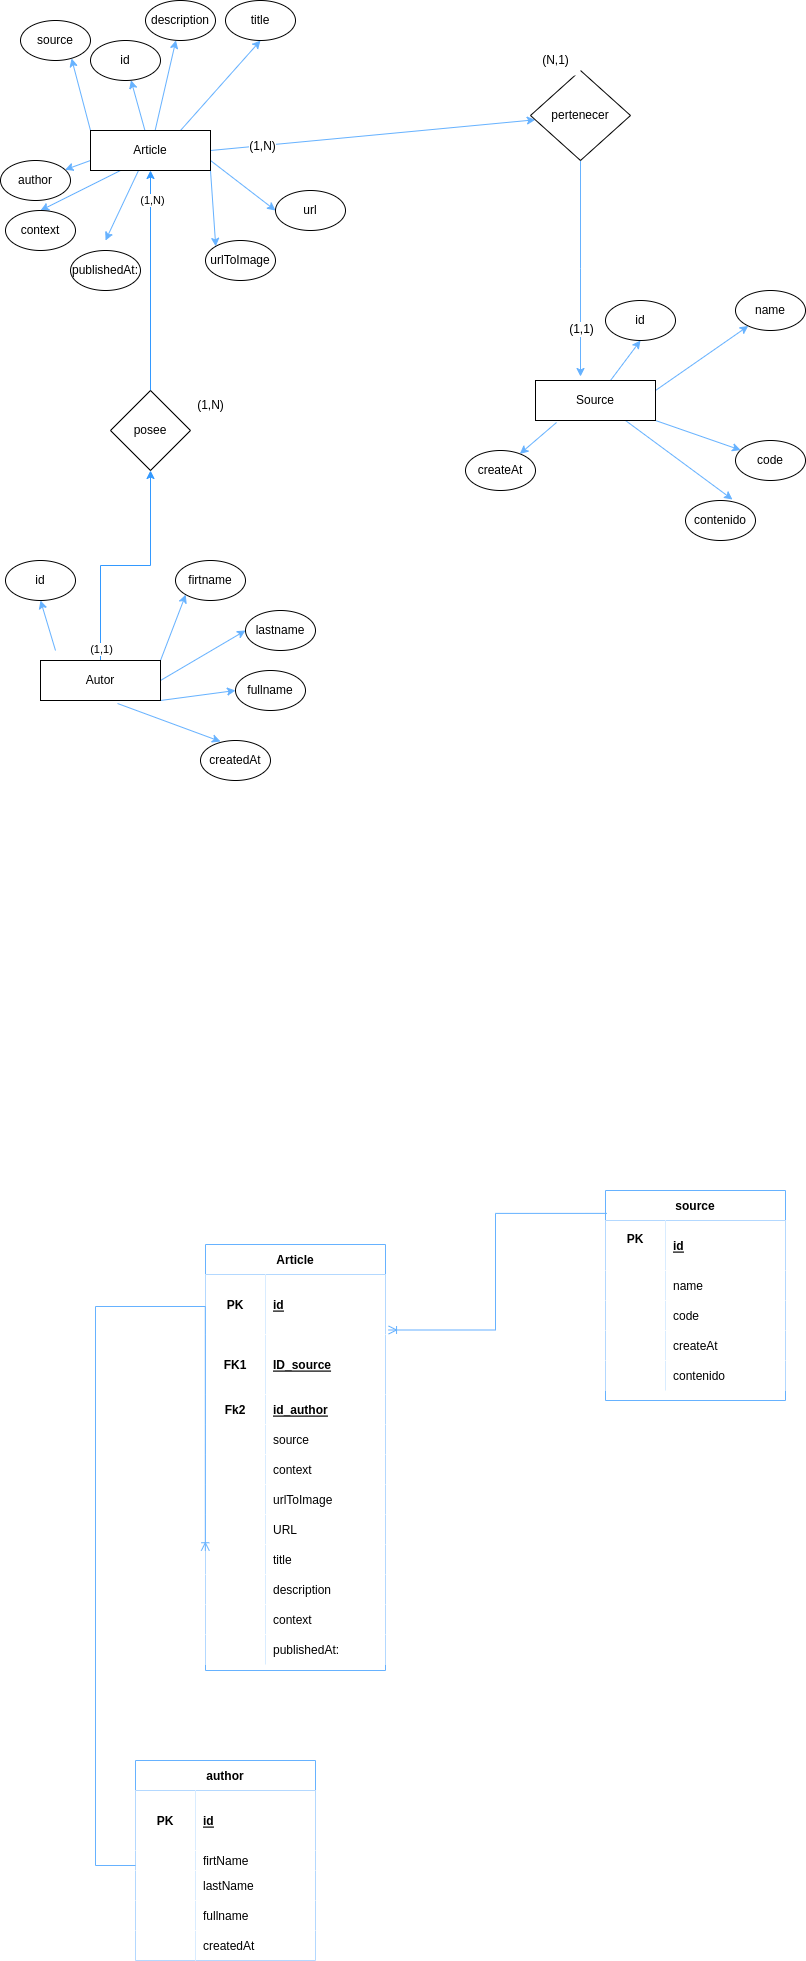 description
title
source
id
(N,1)
pertenecer
Article
(1,N)
author
(1,N)
url
context
urlToImage
publishedAt:
name
id
(1,1)
Source
(1,N)
posee
code
createAt
contenido
id
firtname
lastname
(1,1)
Autor
fullname
createdAt
source
PK
id
name
code
createAt
contenido
Article
PK
id
FK1
ID_source
Fk2
id_author
source
context
urlToImage
URL
title
description
context
publishedAt:
author
PK
id
firtName
lastName
fullname
createdAt